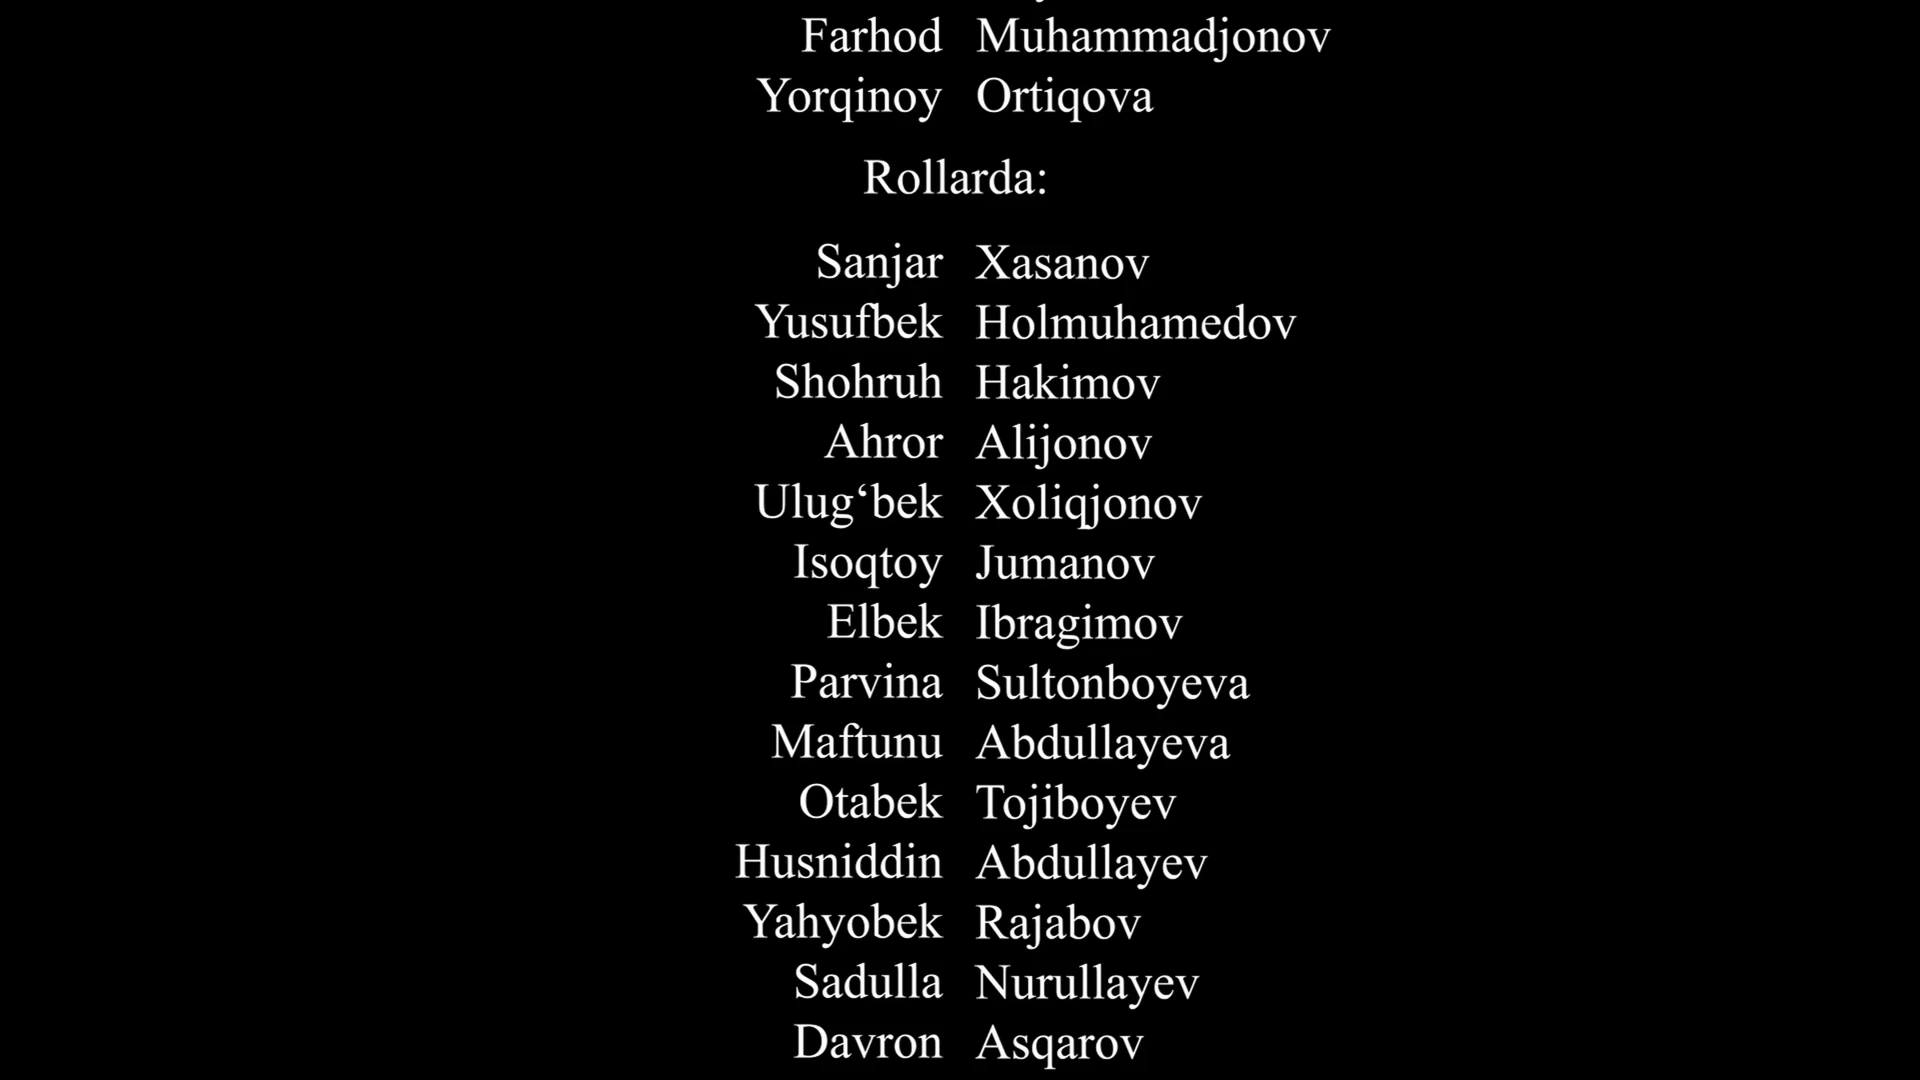 Farhod Muhammadjonov
Yorqinoy Ortiqova
Rollarda:
Sanjar Xasanov
Yusufbek Holmuhamedov
Shohruh Hakimov
Ahror Alijonov
Ulug‘bek Xoliqjonov
Isoqtoy Jumanov
Elbek Ibragimov
Parvina Sultonboyeva
Maftunu Abdullayeva
Otabek Tojiboyev
Husniddin Abdullayev
Yahyobek Rajabov
Sadulla Nurullayev
Davron Asqarov